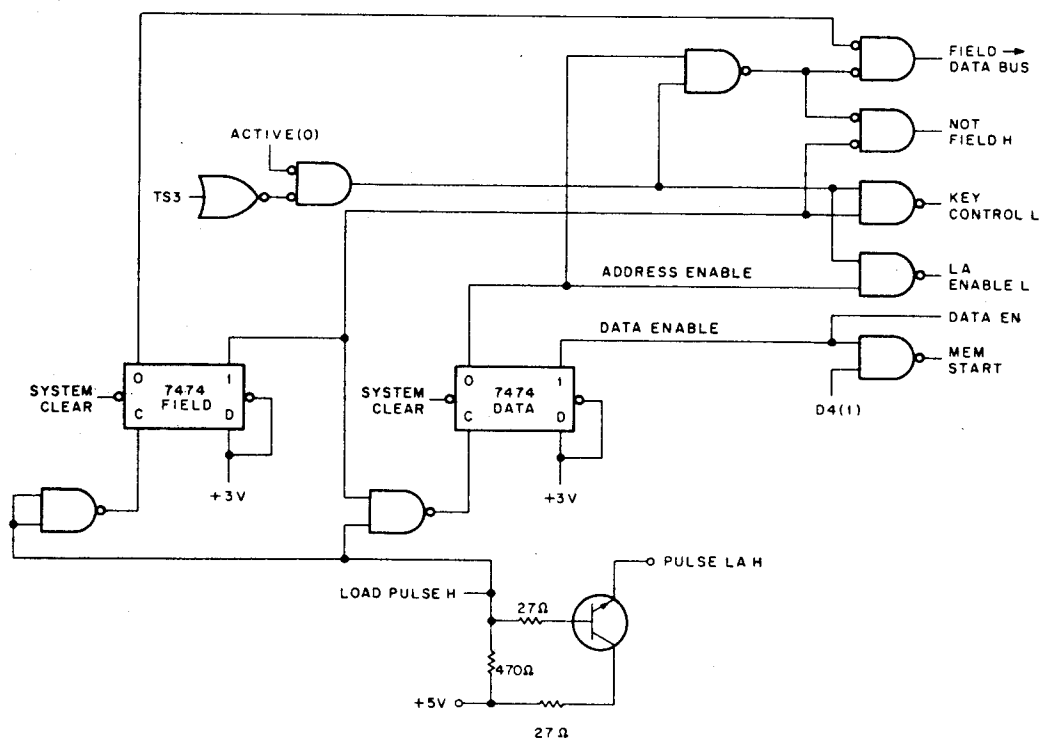 FIELD →
DATA BUS
ACTIVE(0)
NOT
FIELD H
TS3
KEY
CONTROL L
ADDRESS ENABLE
LA
ENABLE L
DATA ENABLE
DATA EN
MEM
START
D4(1)
SYSTEM
CLEAR
0
1
7474
FIELD
C
D
+3V
SYSTEM
CLEAR
0
1
7474
DATA
C
D
+3V
PULSE LA H
LOAD PULSE H
27Ω
470Ω
+5V
27Ω